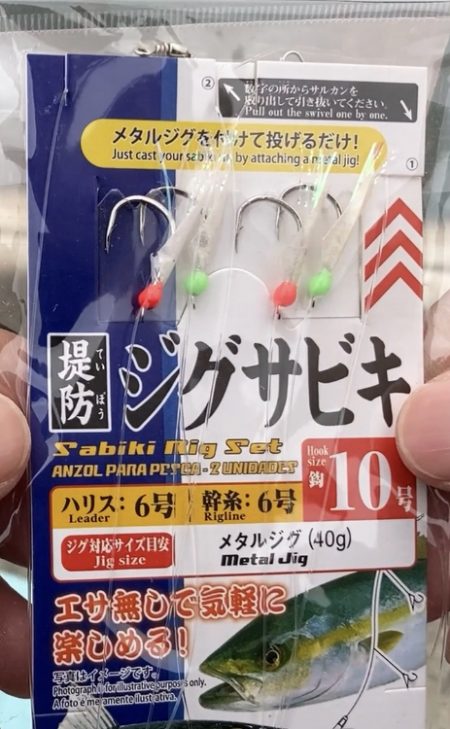 ②
数字の所からサルカンを
取り出して引き抜いてください。
Pull out the swivel one by one.
①
メタルジグを付けて投げるだけ!
Just cast your sabiki by attaching a metal jig!
堤防
ていぼう
ジグサビキ
Sabiki Rig Set
ANZOL PARA PESCA - 2 UNIDADES
Hook size
鈎
10号
ハリス:6号
Leader
幹糸:6号
Rigline
ジグ対応サイズ目安
Jig size
メタルジグ (40g)
Metal Jig
エサ無しで気軽に
楽しめる!
写真はイメージです。
Photograph is for illustrative purposes only.
A foto é meramente ilustrativa.